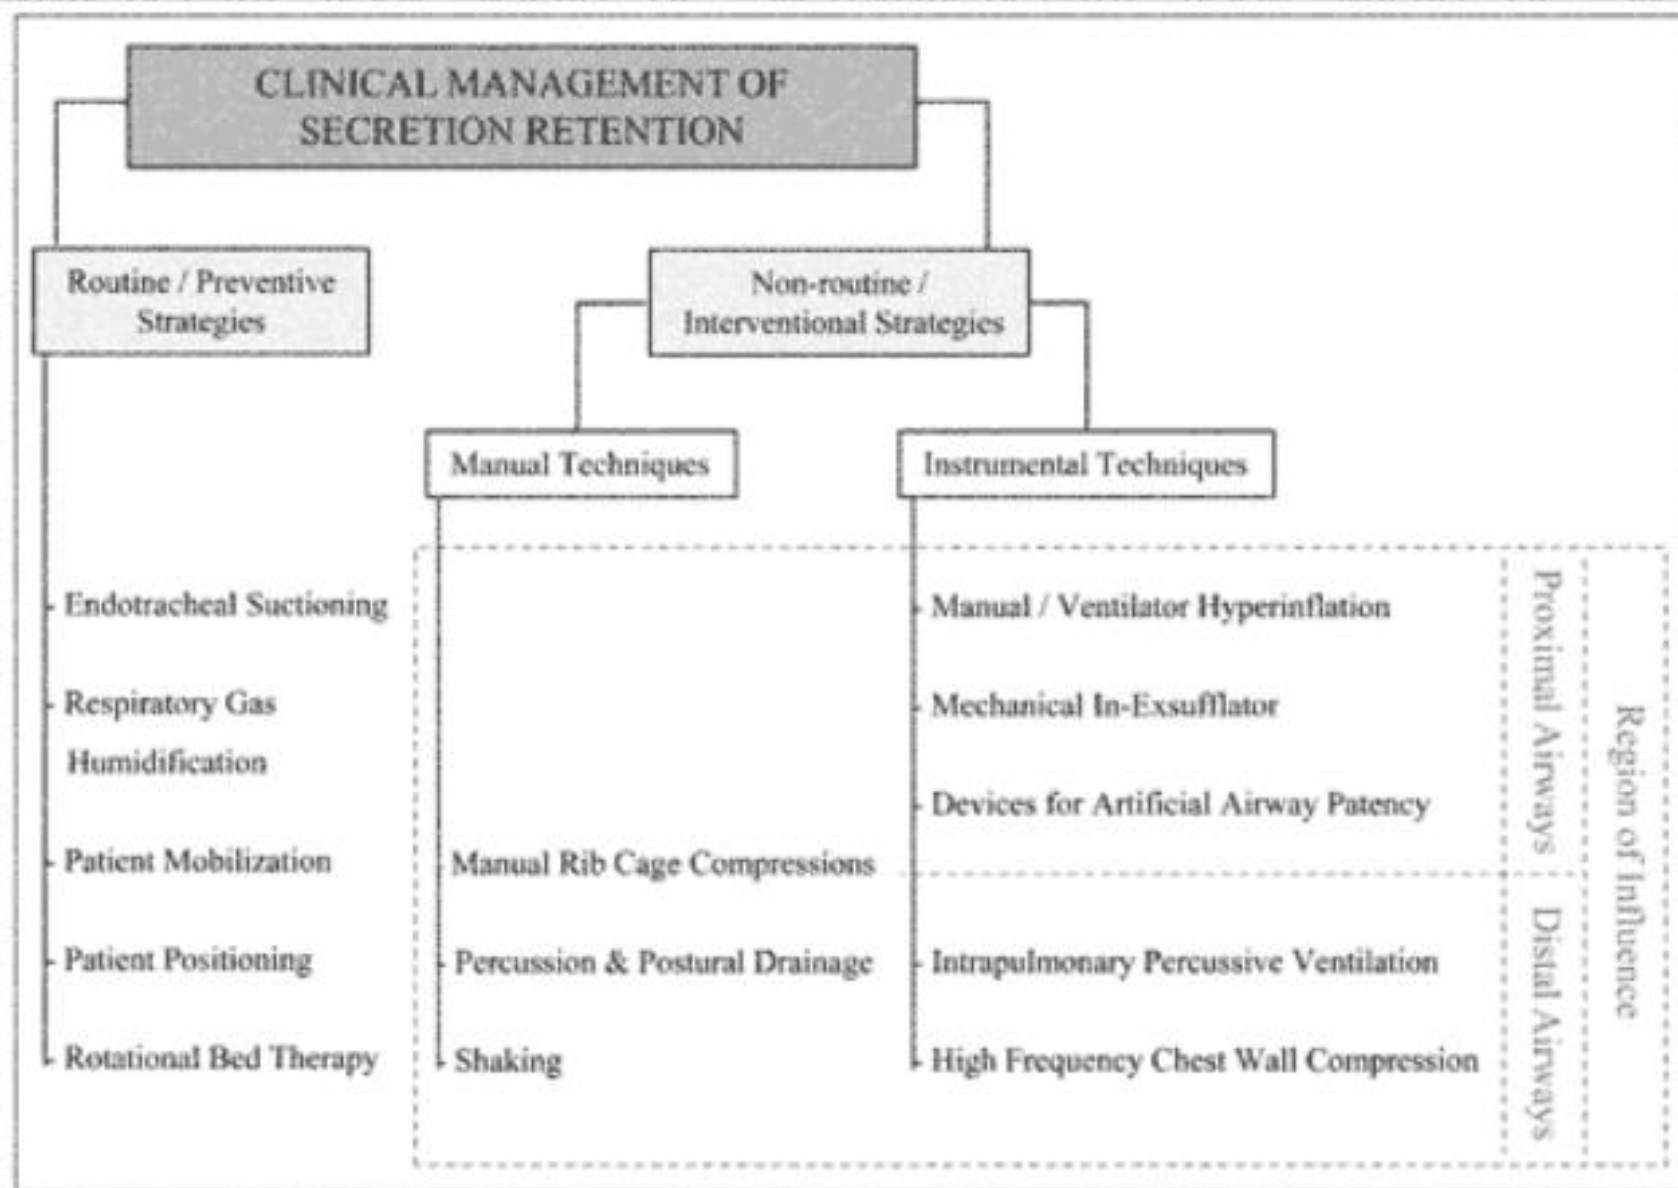 CLINICAL MANAGEMENT OF
SECRETION RETENTION
Routine / Preventive
Strategies
Non-routine /
Interventional Strategies
Manual Techniques
Instrumental Techniques
Endotracheal Suctioning
Respiratory Gas
Humidification
Patient Mobilization
Patient Positioning
Rotational Bed Therapy
Manual Rib Cage Compressions
Percussion & Postural Drainage
Shaking
Manual / Ventilator Hyperinflation
Mechanical In-Exsufflator
Devices for Artificial Airway Patency
Intrapulmonary Percussive Ventilation
High Frequency Chest Wall Compression
Proximal Airways
Distal Airways
Region of Influence